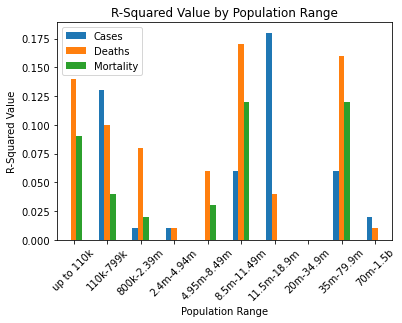 R-Squared Value by Population Range
Cases
Deaths
Mortality
R-Squared Value
0.175
0.150
0.125
0.100
0.075
0.050
0.025
0.000
up to 110k
110k-799k
800k-2.39m
2.4m-4.94m
4.95m-8.49m
8.5m-11.49m
11.5m-18.9m
20m-34.9m
35m-79.9m
70m-1.5b
Population Range